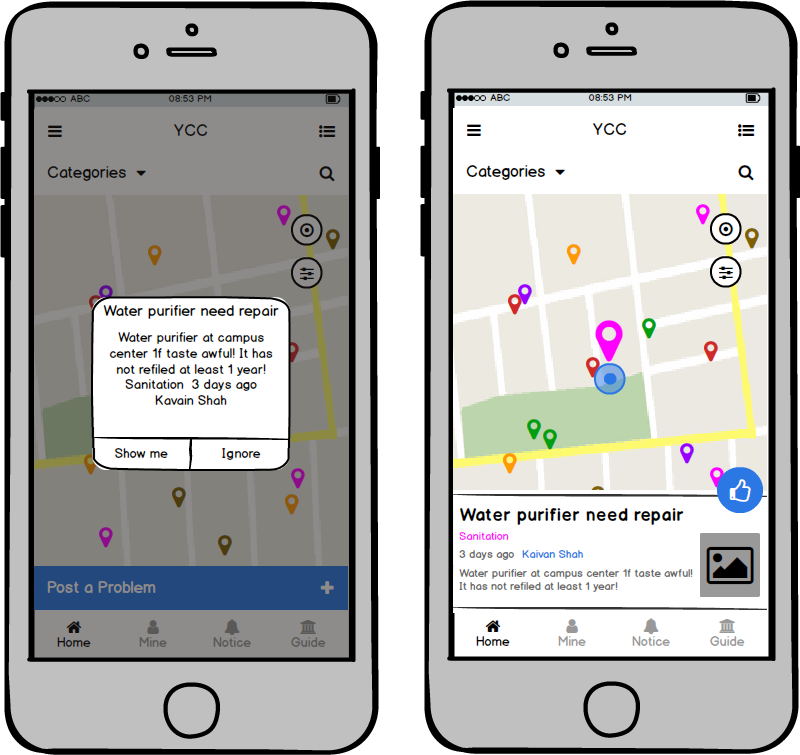 ABC 08:53 PM
YCC
Categories
Water purifier need repair
Water purifier at campus
center 1f taste awful! It has
not refiled at least 1 year!
Sanitation 3 days ago
Kavain Shah
Show me Ignore
Post a Problem +
Home Mine Notice Guide
ABC 08:53 PM
YCC
Categories
Water purifier need repair
Sanitation
3 days ago Kaivan Shah
Water purifier at campus center 1f taste awful!
It has not refiled at least 1 year!
Home Mine Notice Guide